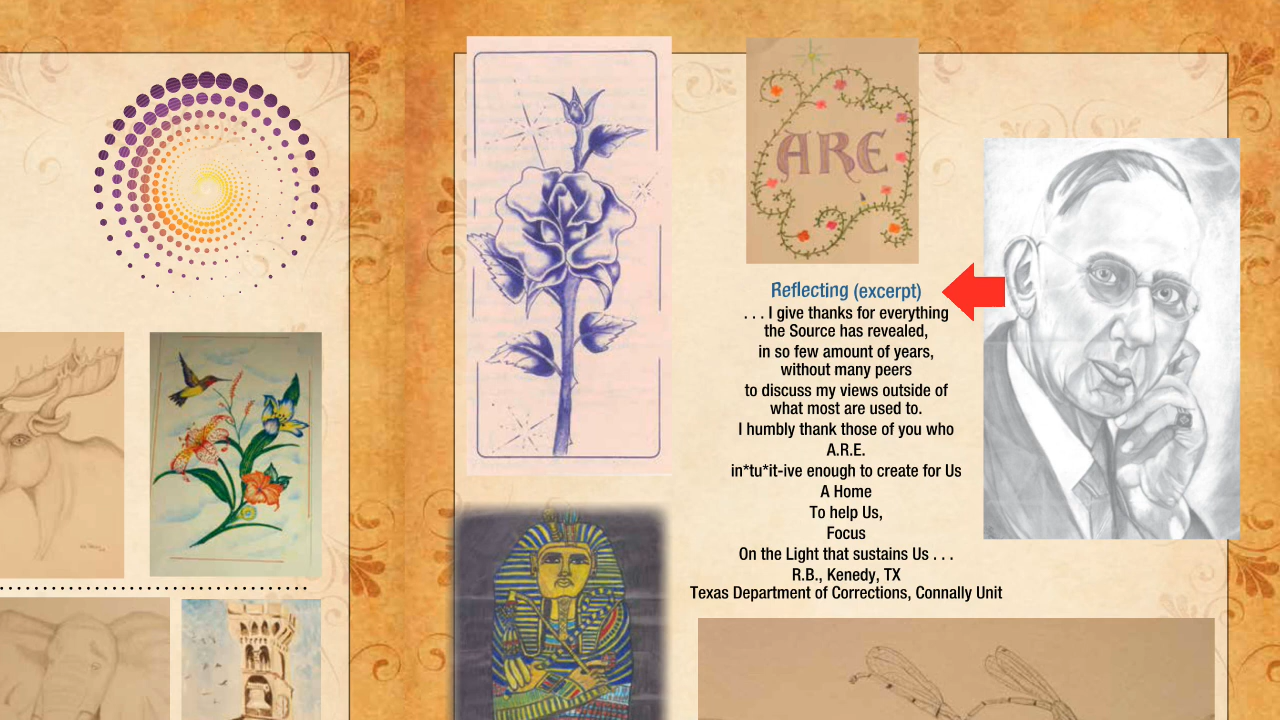 ARE
Reflecting (excerpt)
. . . I give thanks for everything
the Source has revealed,
in so few amount of years,
without many peers
to discuss my views outside of
what most are used to.
I humbly thank those of you who
A.R.E.
in*tu*it-ive enough to create for Us
A Home
To help Us,
Focus
On the Light that sustains Us . . .
R.B., Kenedy, TX
Texas Department of Corrections, Connally Unit